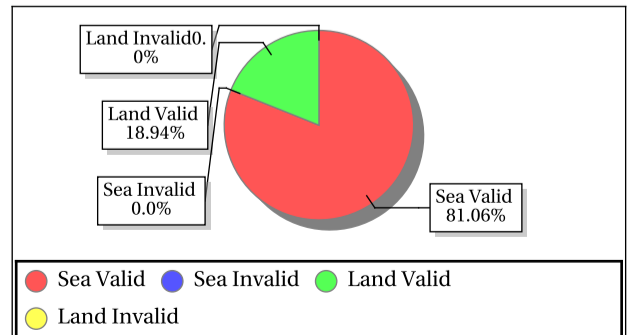 Land Invalid0.
0%
Land Valid
18.94%
Sea Invalid
0.0%
Sea Valid
81.06%
Sea Valid Sea Invalid Land Valid
Land Invalid